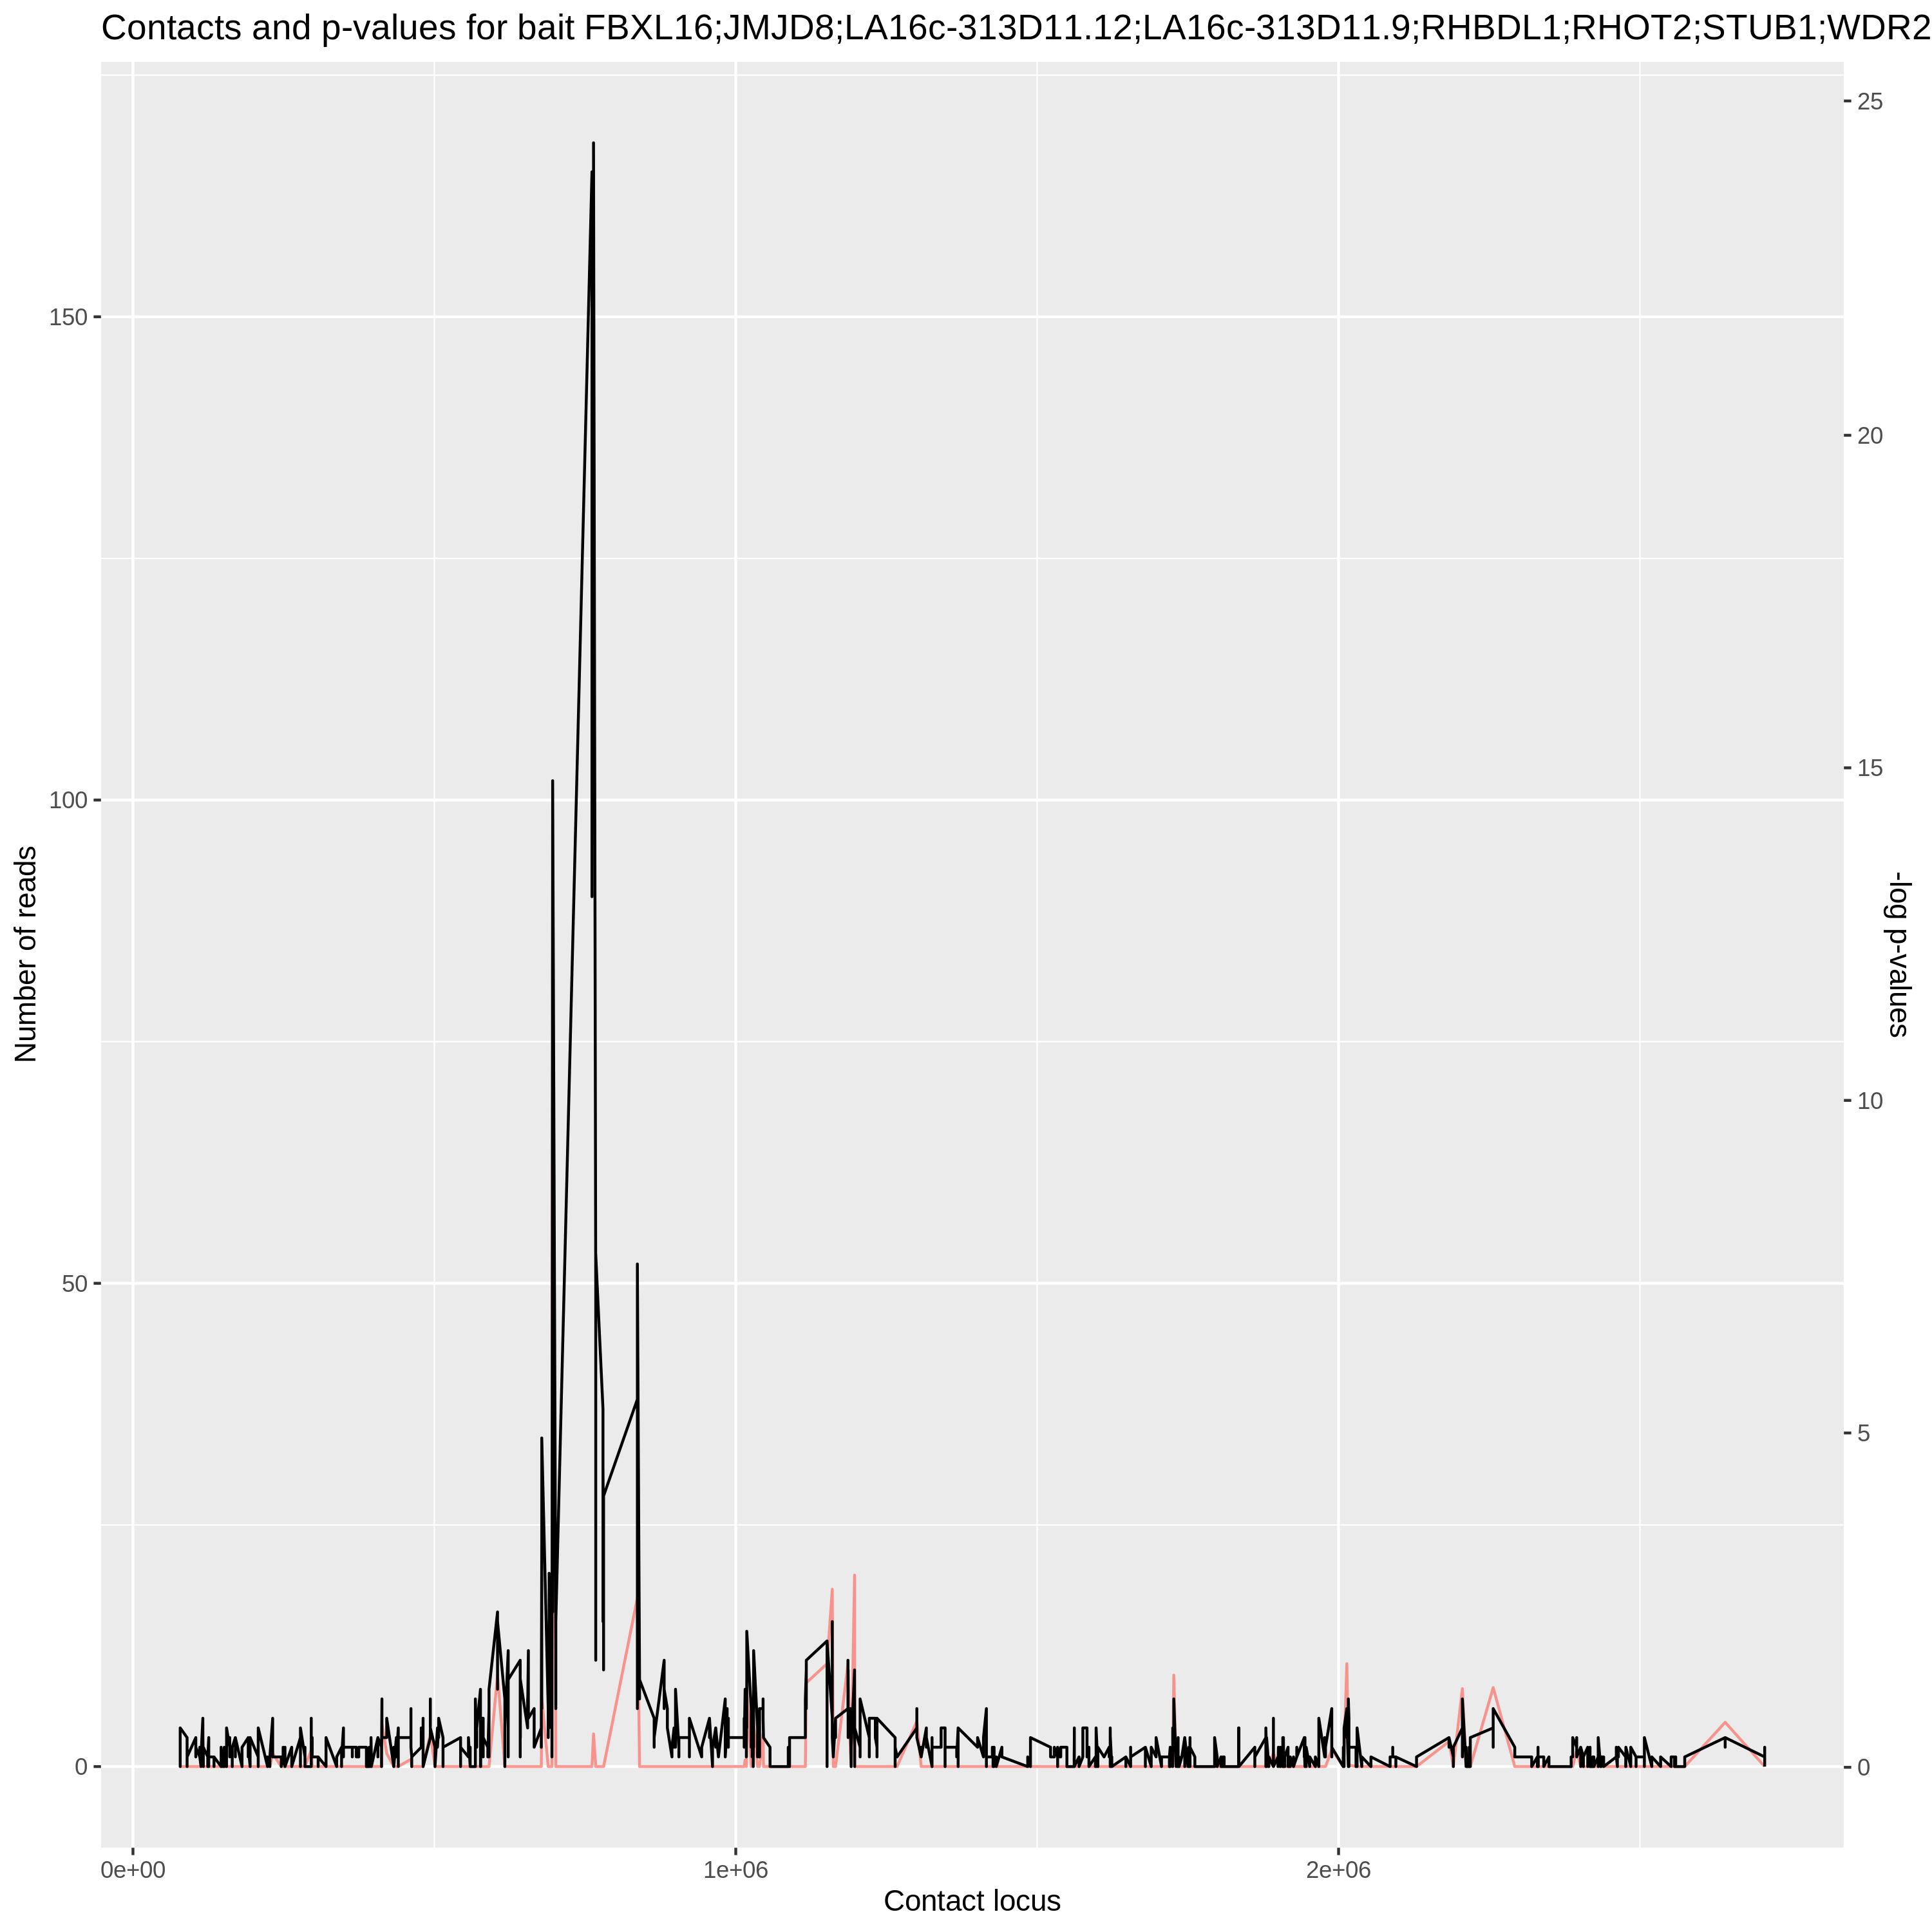 Contacts and p-values for bait FBXL16;JMJD8;LA16c-313D11.12;LA16c-313D11.9;RHBDL1;RHOT2;STUB1;WDR2
25
150
20
15
100
Number of reads
-log p-values
10
50
5
0
0
0e+00
1e+06
2e+06
Contact locus